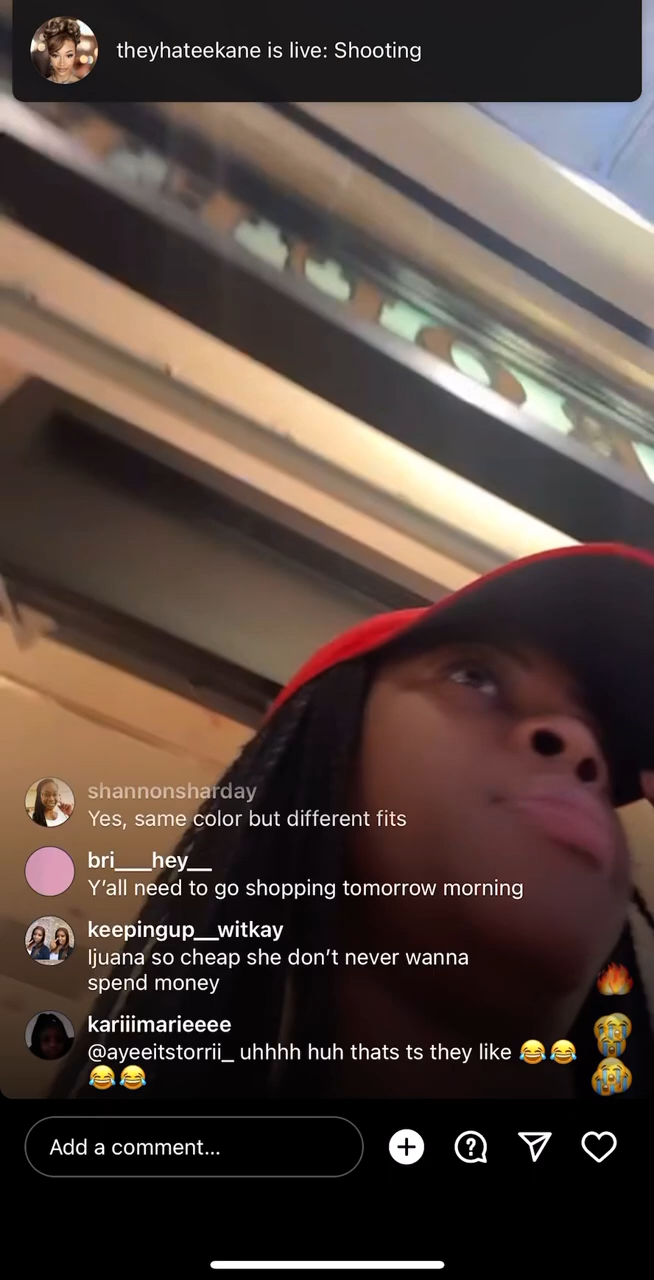 theyhateekane is live: Shooting
shannonsharday
Yes, same color but different fits
bri___hey__
Y’all need to go shopping tomorrow morning
keepingup__witkay
Ijuana so cheap she don’t never wanna
spend money
kariiimarieeee
@ayeeitstorrii_ uhhhh huh thats ts they like 😂😂
😂😂
Add a comment...